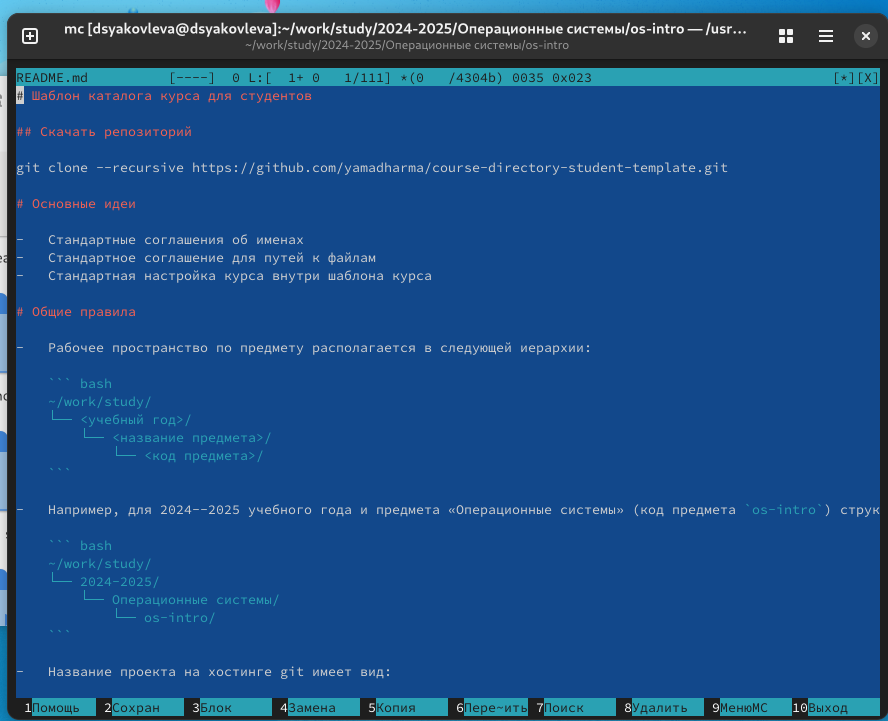 mc [dsyakovleva@dsyakovleva]:~/work/study/2024-2025/Операционные системы/os-intro — /usr...
~/work/study/2024-2025/Операционные системы/os-intro
README.md [----] 0 L:[ 1+ 0 1/111] *(0 /4304b) 0035 0x023 [*][X]
# Шаблон каталога курса для студентов
## Скачать репозиторий
git clone --recursive https://github.com/yamadharma/course-directory-student-template.git
# Основные идеи
- Стандартные соглашения об именах
- Стандартное соглашение для путей к файлам
- Стандартная настройка курса внутри шаблона курса
# Общие правила
- Рабочее пространство по предмету располагается в следующей иерархии:
``` bash
~/work/study/
└── <учебный год>/
└── <название предмета>/
└── <код предмета>/
```
- Например, для 2024--2025 учебного года и предмета «Операционные системы» (код предмета `os-intro`) струк
``` bash
~/work/study/
└── 2024-2025/
└── Операционные системы/
└── os-intro/
```
- Название проекта на хостинге git имеет вид:
1Помощь 2Сохран 3Блок 4Замена 5Копия 6Пере~ить 7Поиск 8Удалить 9МенюМС 10Выход